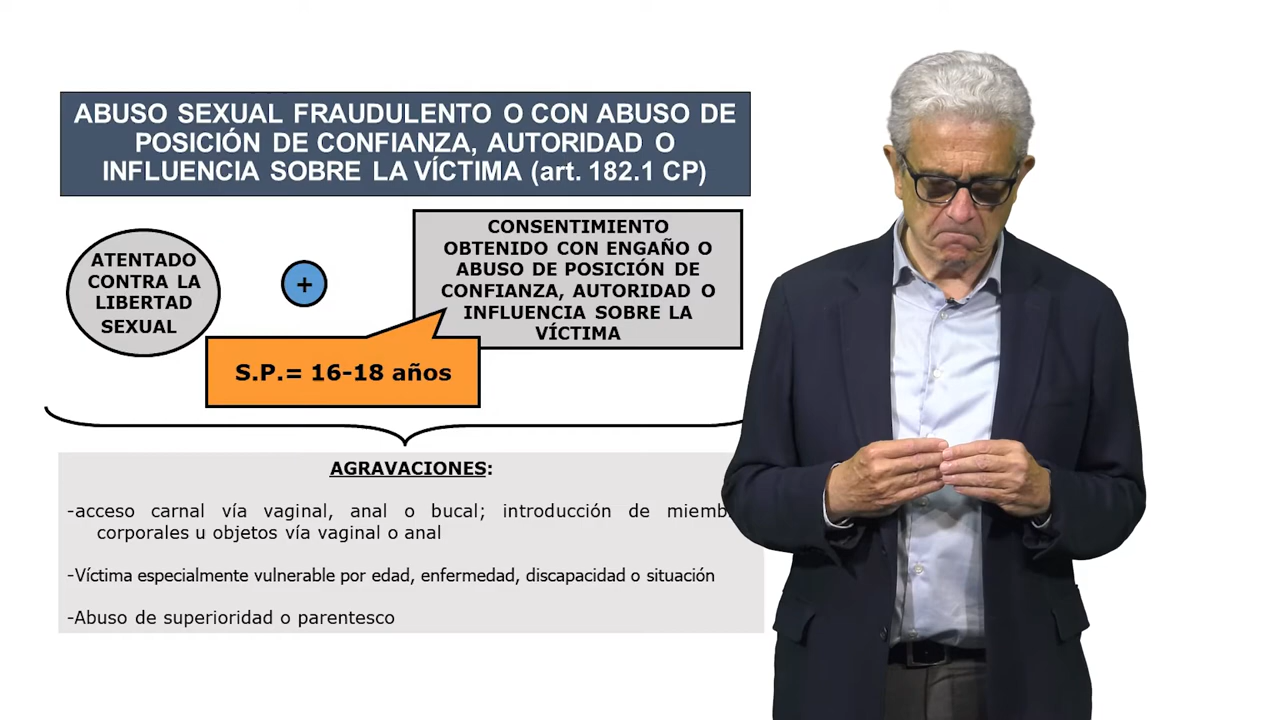 ABUSO SEXUAL FRAUDULENTO O CON ABUSO DE
POSICIÓN DE CONFIANZA, AUTORIDAD O
INFLUENCIA SOBRE LA VÍCTIMA (art. 182.1 CP)
ATENTADO
CONTRA LA
LIBERTAD
SEXUAL
+
CONSENTIMIENTO
OBTENIDO CON ENGAÑO O
ABUSO DE POSICIÓN DE
CONFIANZA, AUTORIDAD O
INFLUENCIA SOBRE LA
VÍCTIMA
S.P.= 16-18 años
AGRAVACIONES:
-acceso carnal vía vaginal, anal o bucal; introducción de
corporales u objetos vía vaginal o anal
-Víctima especialmente vulnerable por edad, enfermedad, discapacidad o situación
-Abuso de superioridad o parentesco